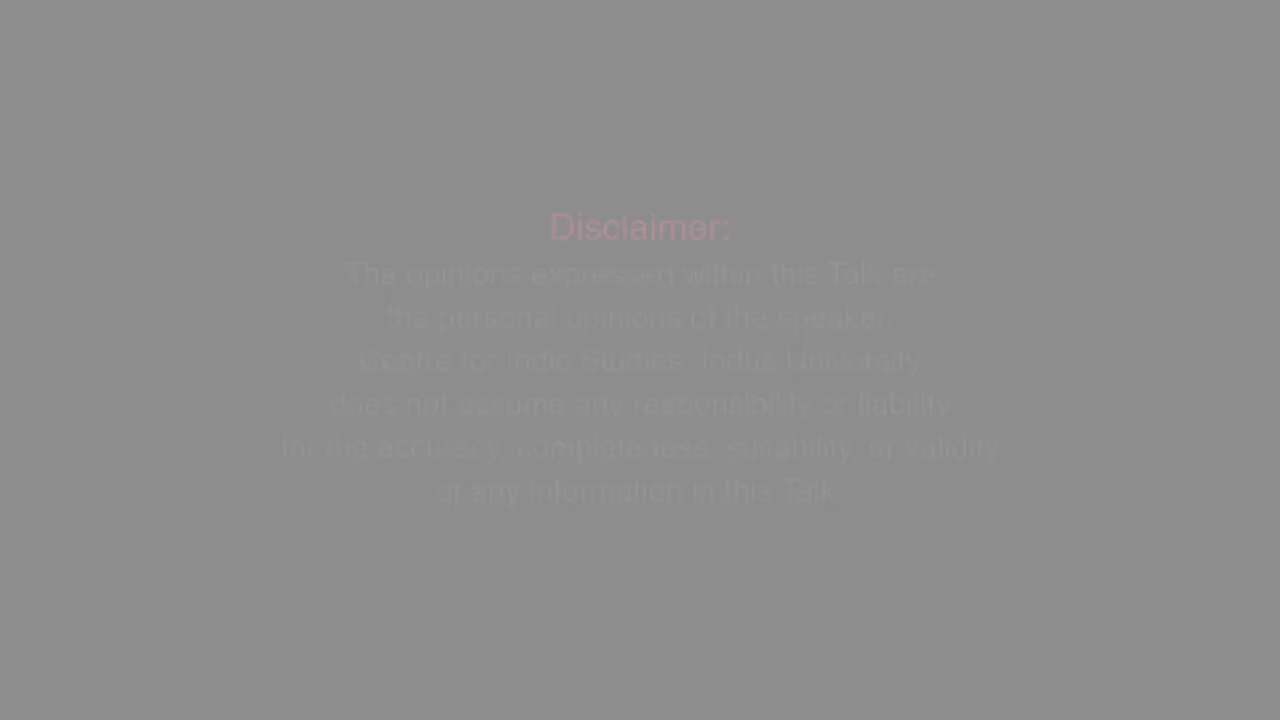 Disclaimer:
The opinions expressed within this Talk are
the personal opinions of the speaker.
Centre for Indic Studies, Indus University
does not assume any responsibility or liability
for the accuracy, completeness, suitability, or validity
of any information in this Talk.